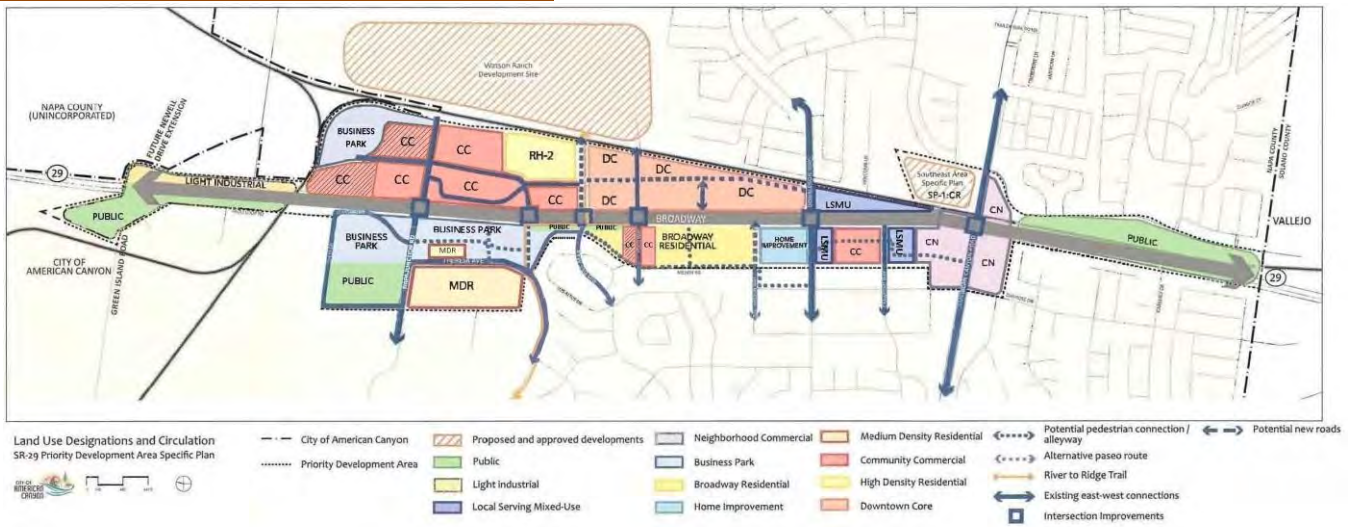 Watson Ranch
Development Site
NAPA COUNTY
(UNINCORPORATED)
FUTURE NEWELL
DRIVE EXTENSION
29
LIGHT INDUSTRIAL
PUBLIC
CITY OF
AMERICAN CANYON
GREEN ISLAND ROAD
BUSINESS
PARK
CC
CC
RH-2
CC
CC
CC
CC
DC
DC
DC
DC
BROADWAY
LSMU
Southeast Area
Specific Plan
SP-1:CR
CN
BUSINESS
PARK
BUSINESS PARK
MDR
PUBLIC
MDR
PUBLIC
PUBLIC
CC
CC
BROADWAY
RESIDENTIAL
HOME
IMPROVEMENT
LSMU
CC
LSMU
CN
CN
PUBLIC
NAPA COUNTY
SOLANO COUNTY
VALLEJO
29
Land Use Designations and Circulation
SR-29 Priority Development Area Specific Plan
CITY OF
AMERICAN
CANYON
City of American Canyon
Priority Development Area
Proposed and approved developments
Public
Light industrial
Local Serving Mixed-Use
Neighborhood Commercial
Business Park
Broadway Residential
Home Improvement
Medium Density Residential
Community Commercial
High Density Residential
Downtown Core
Potential pedestrian connection /
alleyway
Alternative paseo route
River to Ridge Trail
Existing east-west connections
Intersection Improvements
Potential new roads